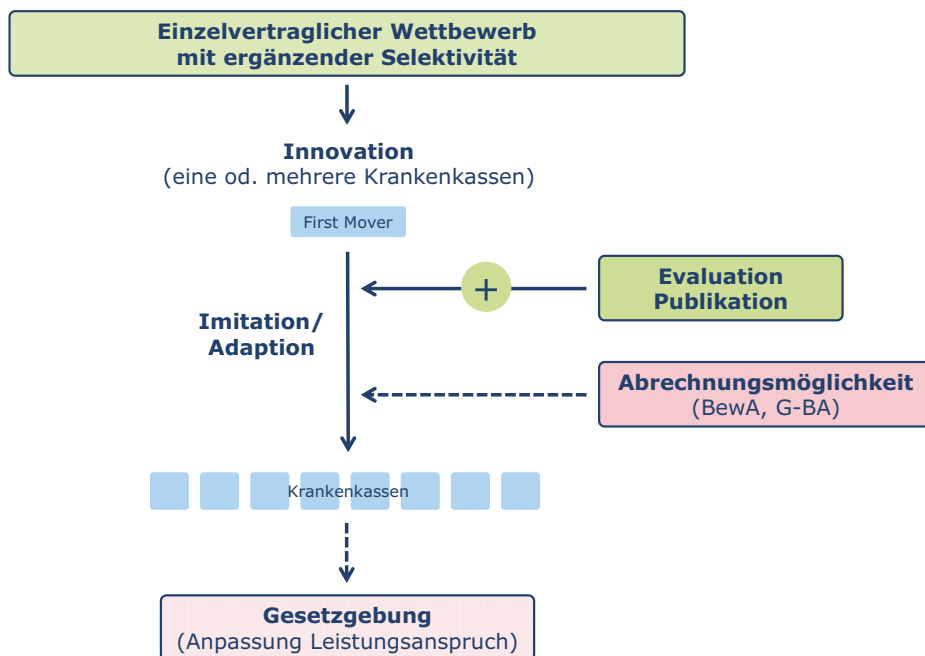 Einzelvertraglicher Wettbewerb
mit ergänzender Selektivität
Innovation
(eine od. mehrere Krankenkassen)
First Mover
+
Evaluation
Publikation
Imitation/
Adaption
Abrechnungsmöglichkeit
(BewA, G-BA)
Krankenkassen
Gesetzgebung
(Anpassung Leistungsanspruch)